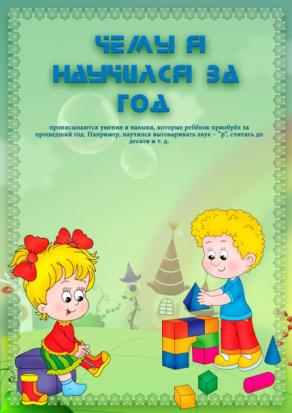 ЧЕМУ Я
НАУЧИЛСЯ ЗА
ГОД
прописываются умения и навыки, которые ребёнок приобрёл за
прошедший год. Например, научился выговаривать звук – "р", считать до
десяти и т. д.